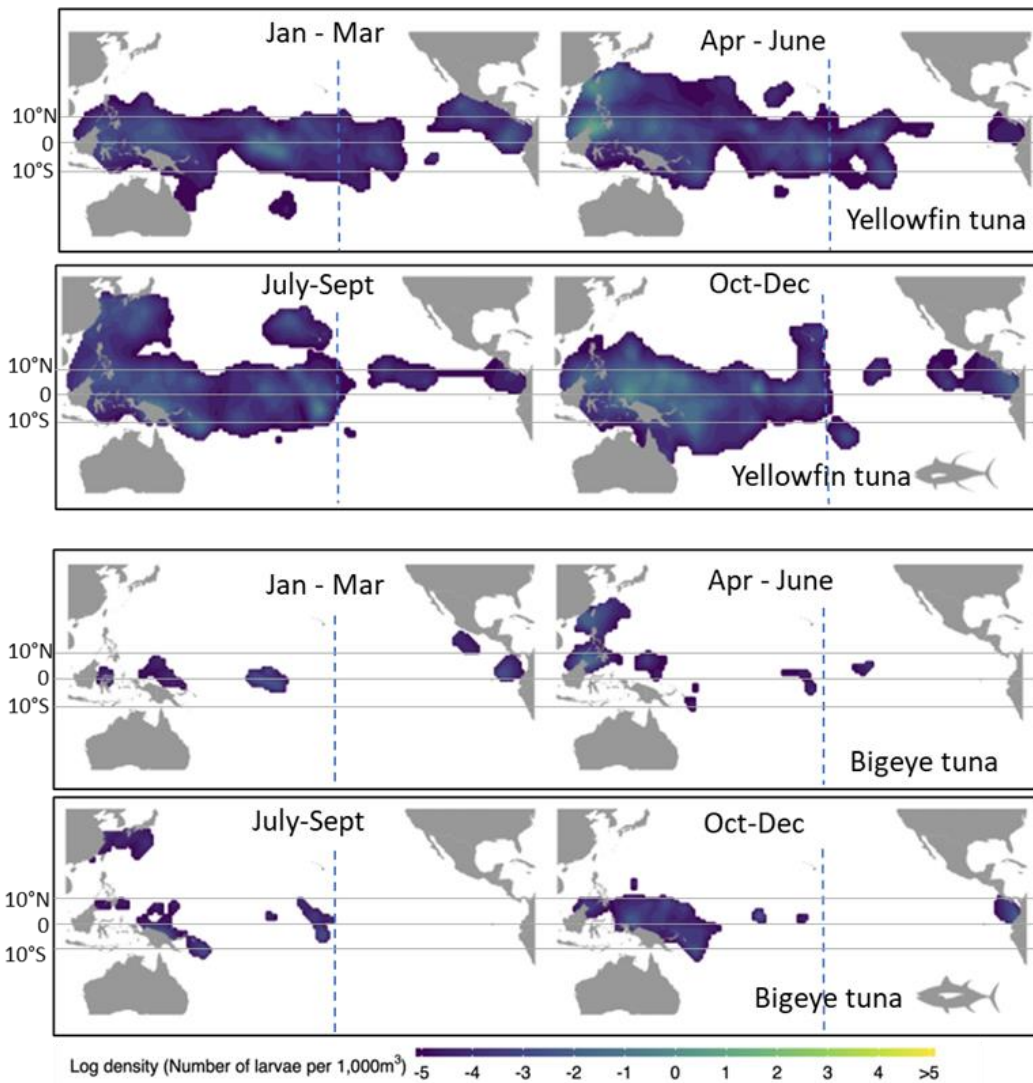 Jan - Mar
Apr - June
10°N
0
10°S
Yellowfin tuna
July-Sept
Oct-Dec
10°N
0
10°S
Yellowfin tuna
Jan - Mar
Apr - June
10°N
0
10°S
Bigeye tuna
July-Sept
Oct-Dec
10°N
0
10°S
Bigeye tuna
Log density (Number of larvae per 1,000m³) -5 -4 -3 -2 -1 0 1 2 3 4 >5